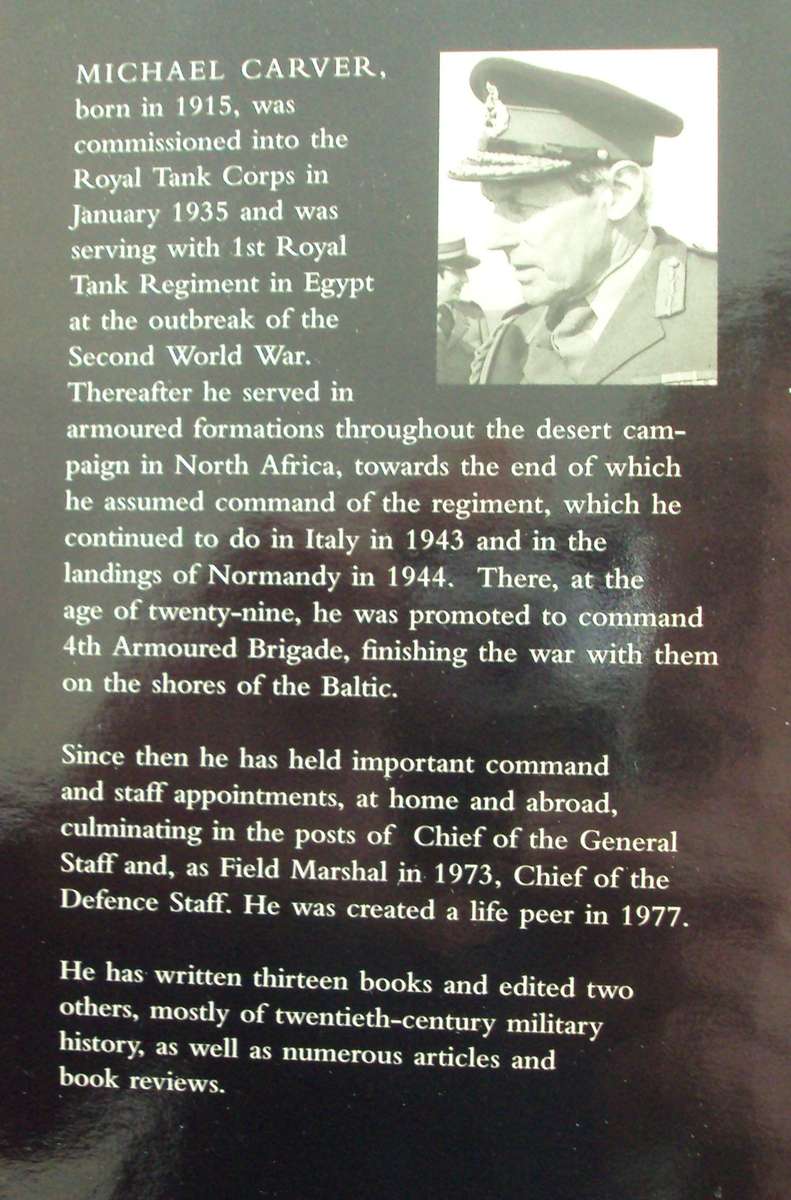 MICHAEL CARVER,
born in 1915, was
commissioned into the
Royal Tank Corps in
January 1935 and was
serving with 1st Royal
Tank Regiment in Egypt
at the outbreak of the
Second World War.
Thereafter he served in
armoured formations throughout the desert cam-
paign in North Africa, towards the end of which
he assumed command of the regiment, which he
continued to do in Italy in 1943 and in the
landings of Normandy in 1944.  There, at the
age of twenty-nine, he was promoted to command
4th Armoured Brigade, finishing the war with them
on the shores of the Baltic.
Since then he has held important command
and staff appointments, at home and abroad,
culminating in the posts of  Chief of the General
Staff and, as Field Marshal in 1973, Chief of the
Defence Staff. He was created a life peer in 1977.
He has written thirteen books and edited two
others, mostly of twentieth-century military
history, as well as numerous articles and
book reviews.